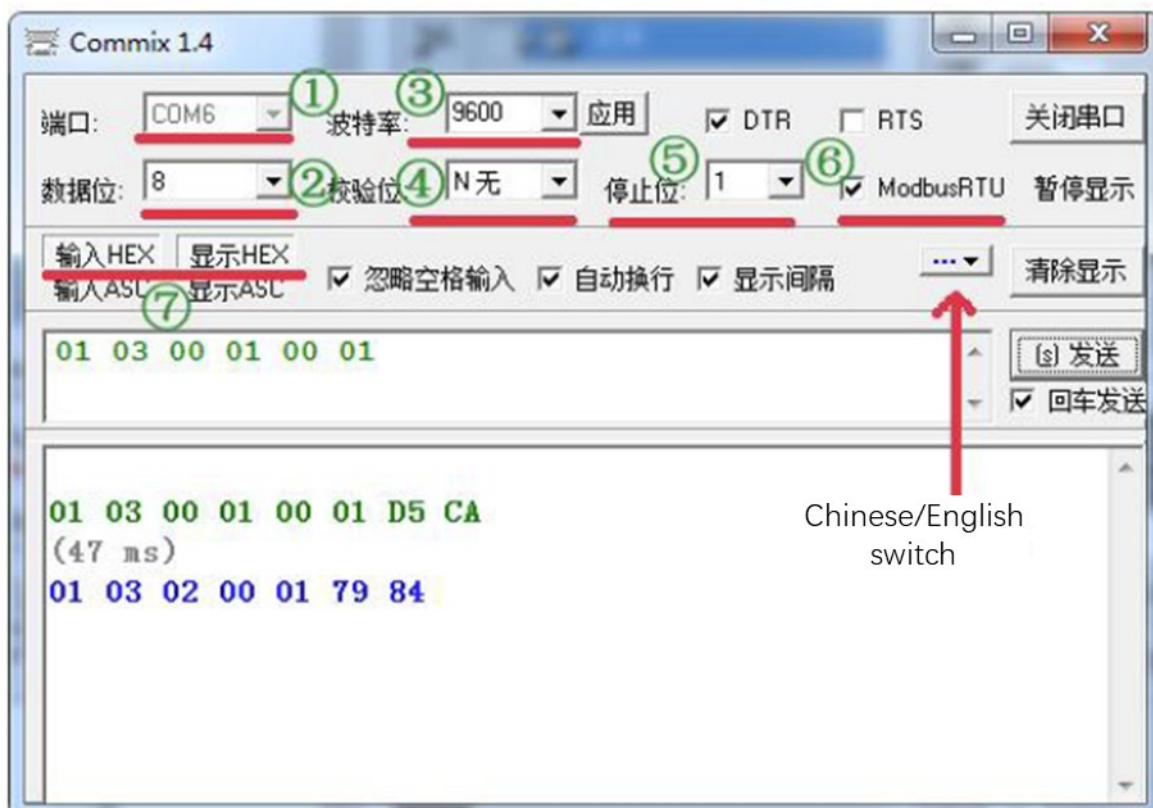 Commix 1.4
端口: COM6 ① 波特率: ③ 9600 应用 DTR RTS 关闭串口
数据位: 8 ② 校验位: ④ N 无 停止位: ⑤ 1 ⑥ ModbusRTU 暂停显示
输入HEX 显示HEX
输入ASC 显示ASC ⑦ 忽略空格输入 自动换行 显示间隔 ... 清除显示
01 03 00 01 00 01 (s) 发送
回车发送
01 03 00 01 00 01 D5 CA
(47 ms)
01 03 02 00 01 79 84
Chinese/English
switch